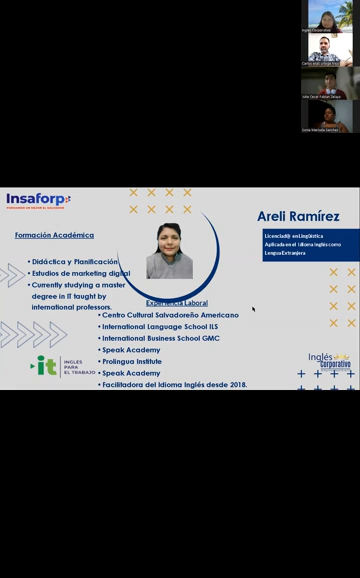 Inglés Corporativo
Insaforp
Areli Ramírez
Licenciad@ en Lingüística
Aplicada en el Idioma Inglés como
Lengua Extranjera
Formación Académica
• Didáctica y Planificación
• Estudios de marketing digital
• Currently studying a master
degree in IT taught by
international professors.
Experiencia Laboral
• Centro Cultural Salvadoreño Americano
• International Language School ILS
• International Business School GMC
• Speak Academy
• Prolingua Institute
• Speak Academy
• Facilitadora del Idioma Inglés desde 2018.
it
INGLES
PARA
EL TRABAJO
Inglés
Corporativo